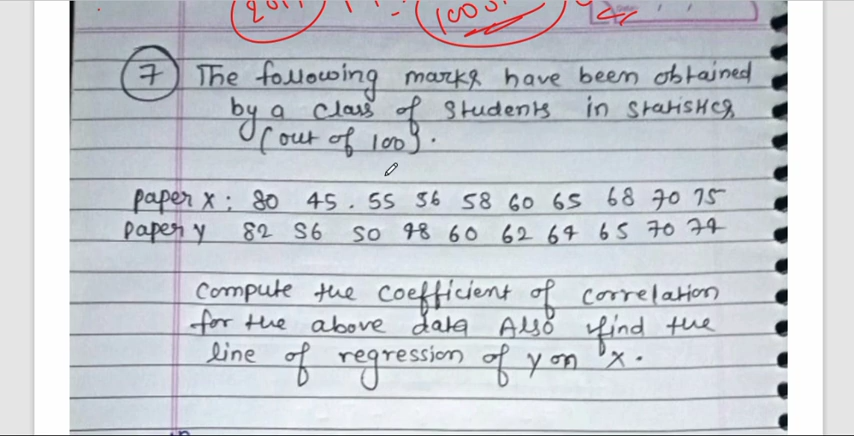 ⑦ The following marks have been obtained
by a class of students in statistics
(out of 100).
paper x: 80 45. 55 56 58 60 65 68 70 75
paper y 82 56 50 48 60 62 64 65 70 74
compute the coefficient of correlation
for the above data Also find the
line of regression of y on x.